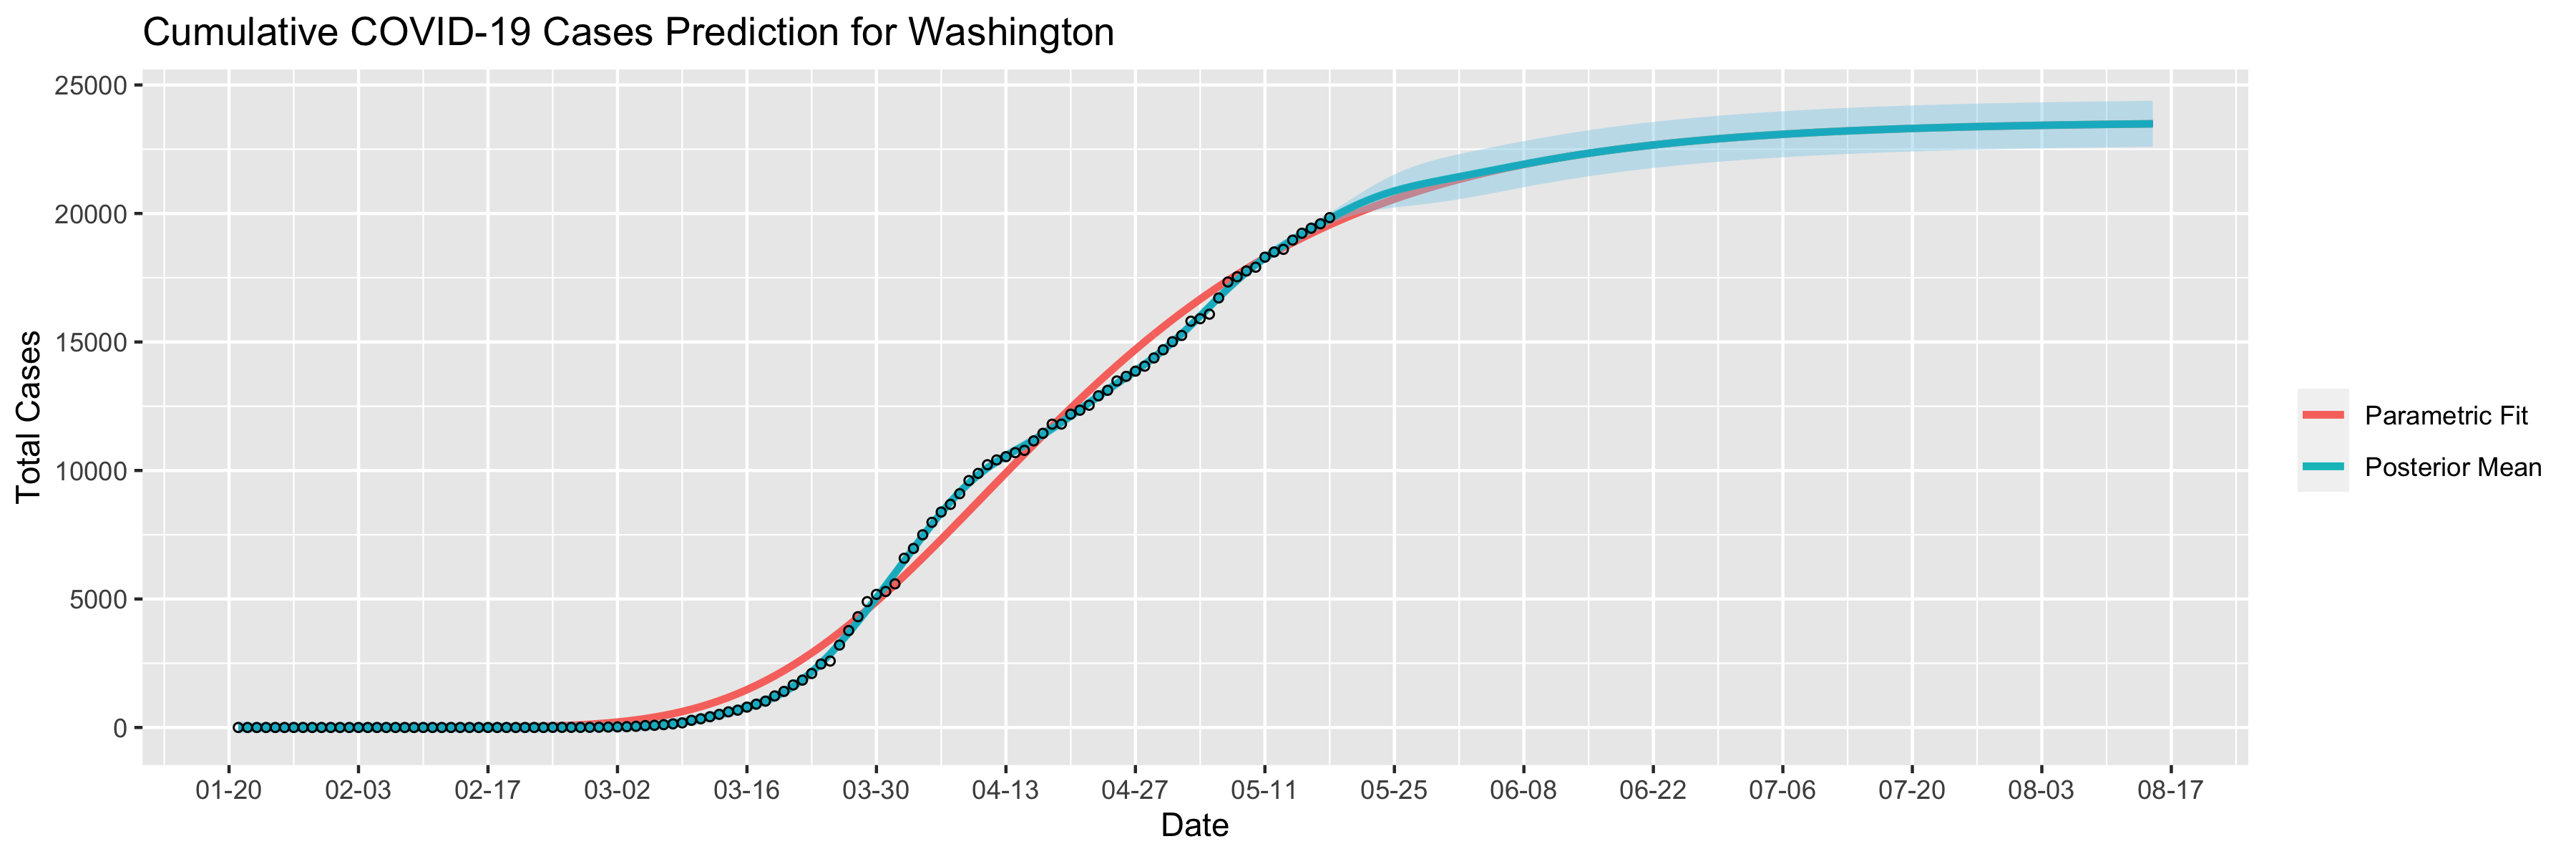 Cumulative COVID-19 Cases Prediction for Washington
25000
20000
15000
10000
5000
0
Total Cases
01-20 02-03 02-17 03-02 03-16 03-30 04-13 04-27 05-11 05-25 06-08 06-22 07-06 07-20 08-03 08-17
Date
Parametric Fit
Posterior Mean